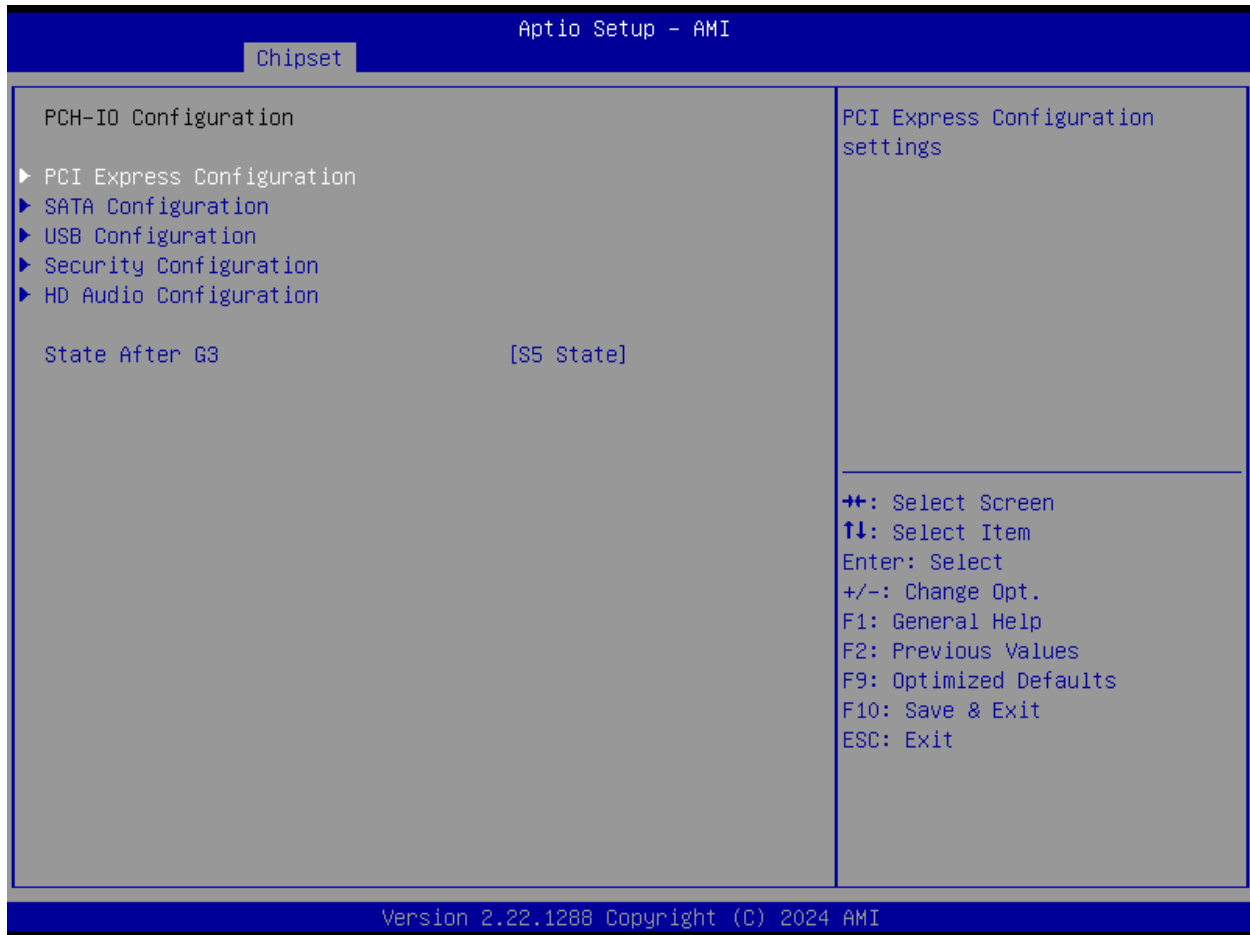 Aptio Setup – AMI
Chipset
PCH-IO Configuration
PCI Express Configuration
SATA Configuration
USB Configuration
Security Configuration
HD Audio Configuration
State After G3 [S5 State]
PCI Express Configuration
settings
→←: Select Screen
↑↓: Select Item
Enter: Select
+/-: Change Opt.
F1: General Help
F2: Previous Values
F9: Optimized Defaults
F10: Save & Exit
ESC: Exit
Version 2.22.1288 Copyright (C) 2024 AMI